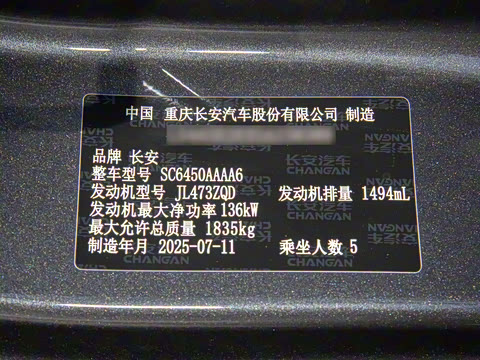 中国 重庆长安汽车股份有限公司 制造
品牌 长安
整车型号 SC6450AAAA6
发动机型号 JL473ZQD 发动机排量 1494mL
发动机最大净功率 136kW
最大允许总质量 1835kg
制造年月 2025-07-11 乘坐人数 5